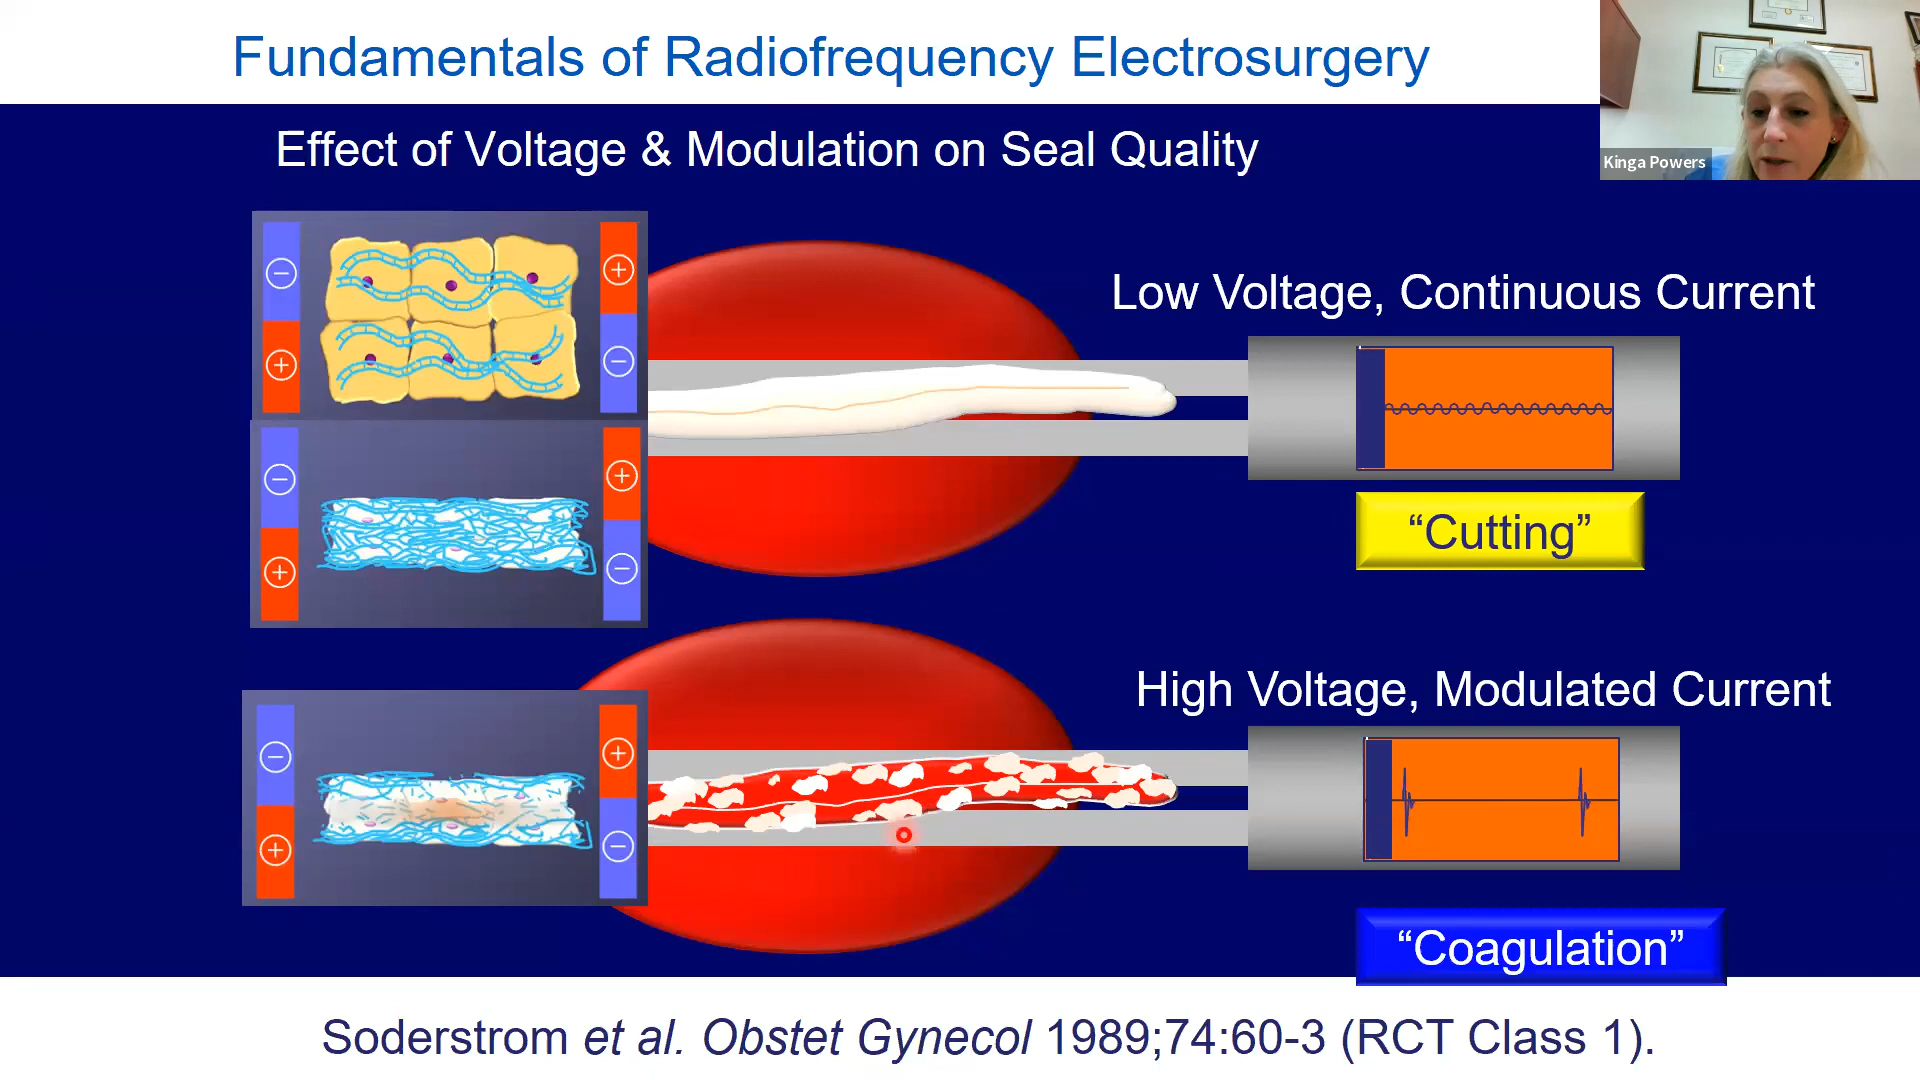 Fundamentals of Radiofrequency Electrosurgery
Kinga Powers
Effect of Voltage & Modulation on Seal Quality
Low Voltage, Continuous Current
“Cutting”
High Voltage, Modulated Current
“Coagulation”
Soderstrom et al. Obstet Gynecol 1989;74:60-3 (RCT Class 1).